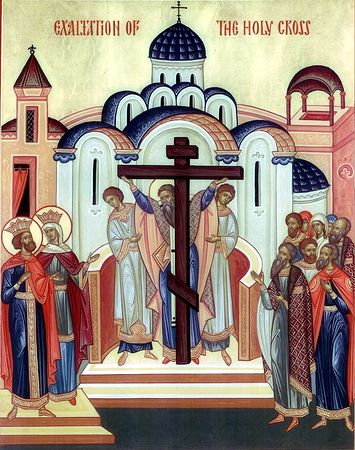 EXALTATION OF THE HOLY CROSS